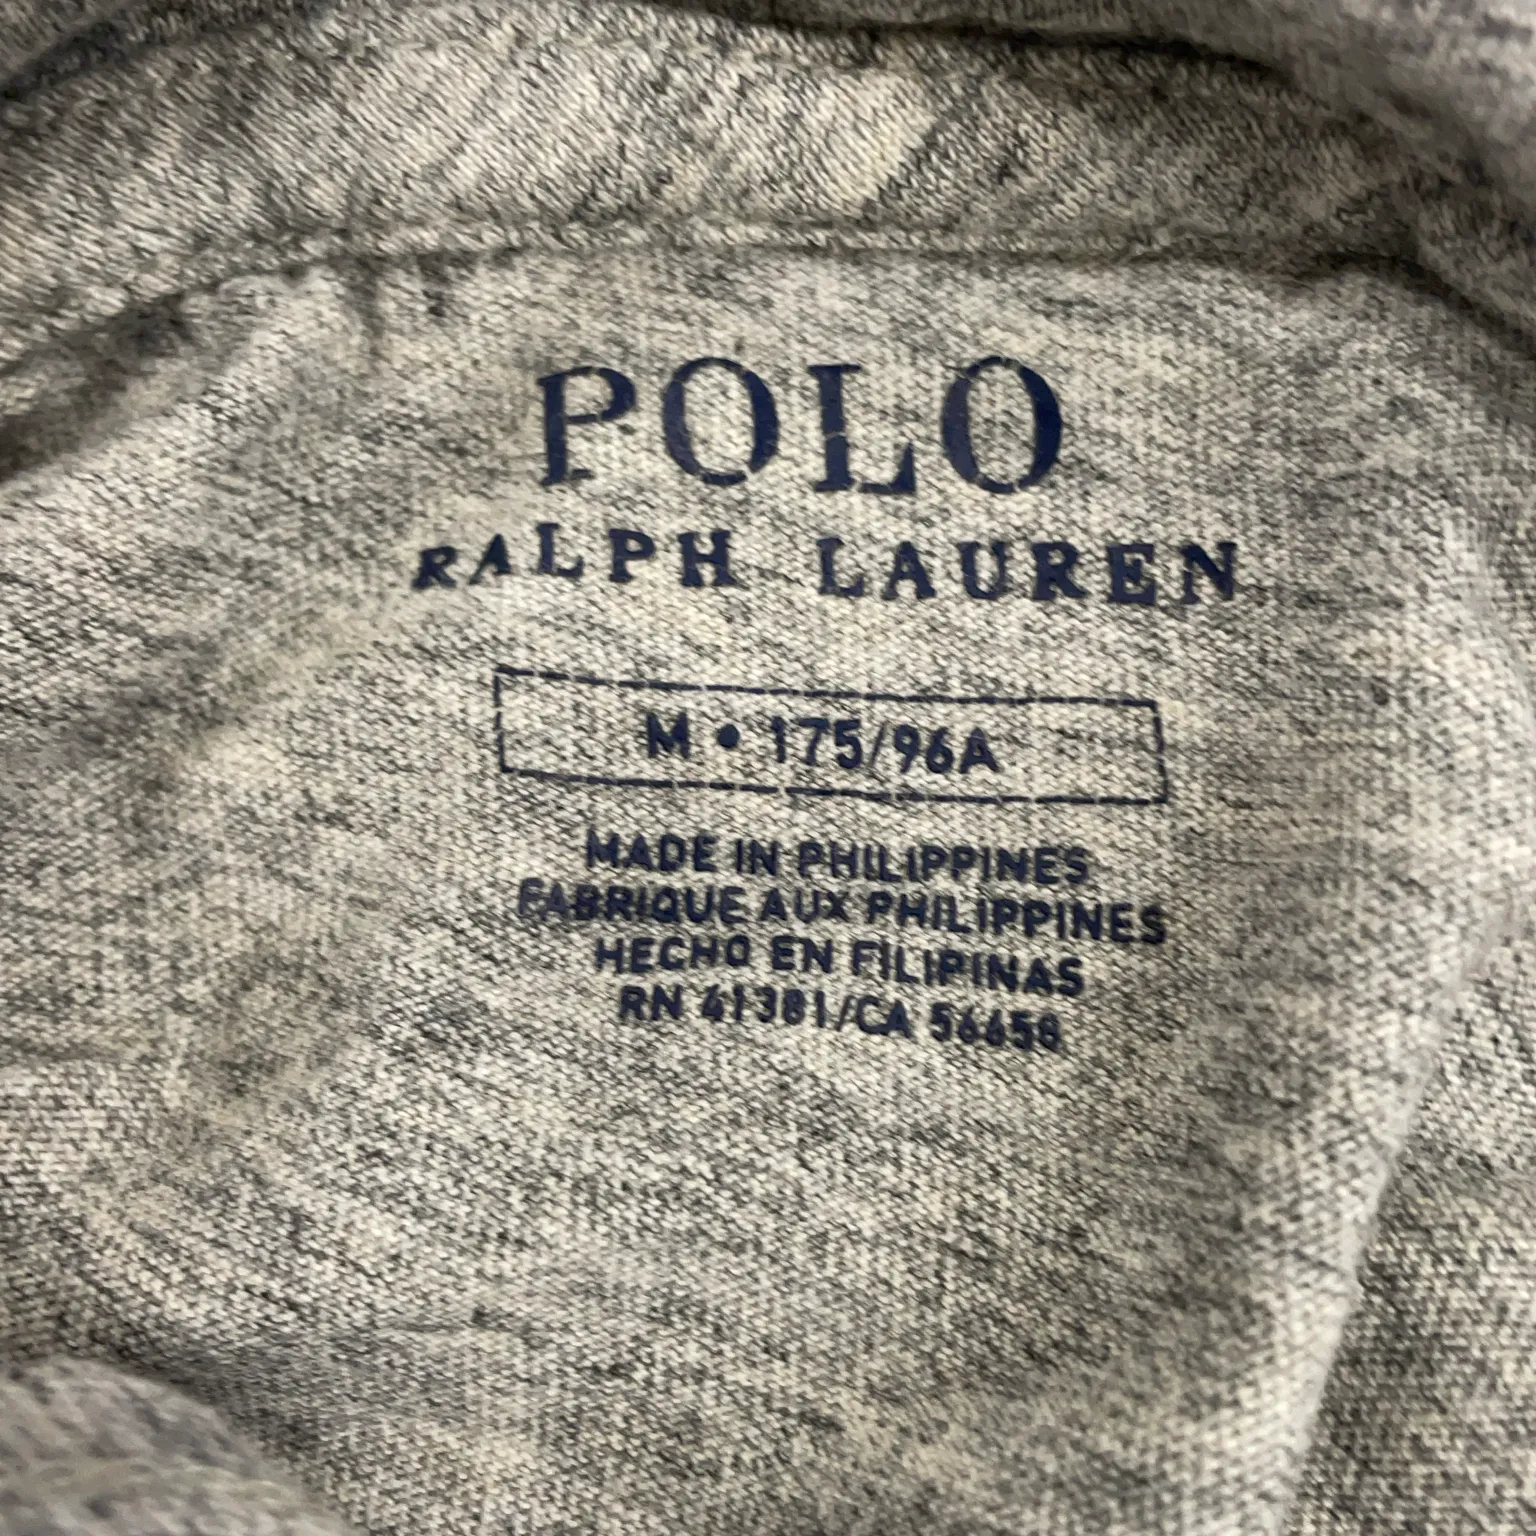 POLO
RALPH LAUREN
M • 175/96A
MADE IN PHILIPPINES
FABRIQUE AUX PHILIPPINES
HECHO EN FILIPINAS
RN 41381/CA 56658